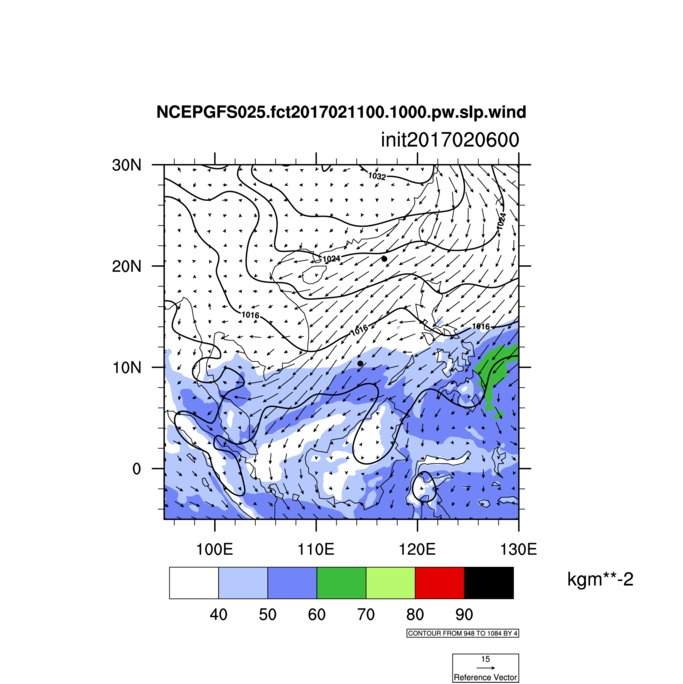 NCEPGFS025.fct2017021100.1000.pw.slp.wind
init2017020600
30N
1032
1024
20N
1024
1016
1016
1016
10N
0
100E 110E 120E 130E
kgm**-2
40 50 60 70 80 90
CONTOUR FROM 948 TO 1084 BY 4
15
Reference Vector